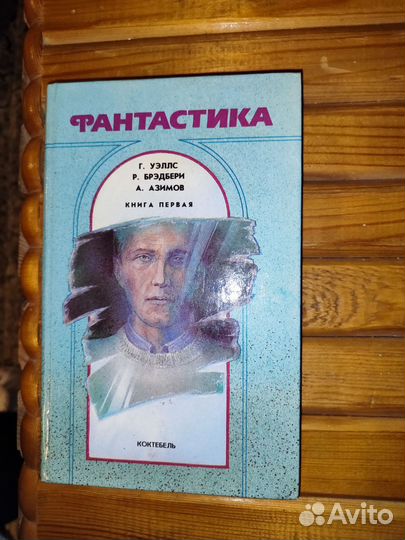 ФАНТАСТИКА
Г. УЭЛЛС
Р. БРЭДБЕРИ
А. АЗИМОВ
КНИГА ПЕРВАЯ
КОКТЕБЕЛЬ
Avito